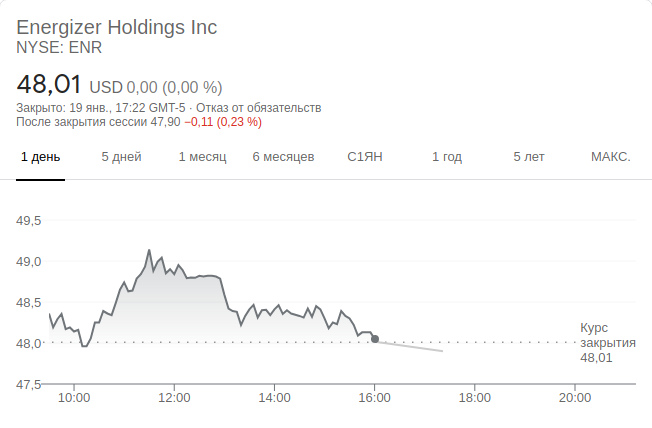 Energizer Holdings Inc
NYSE: ENR
48,01 USD 0,00 (0,00 %)
Закрыто: 19 янв., 17:22 GMT-5 · Отказ от обязательств
После закрытия сессии 47,90 −0,11 (0,23 %)
1 день 5 дней 1 месяц 6 месяцев С1ЯН 1 год 5 лет МАКС.
49,5
49,0
48,5
48,0
47,5
Курс
закрытия
48,01
10:00 12:00 14:00 16:00 18:00 20:00